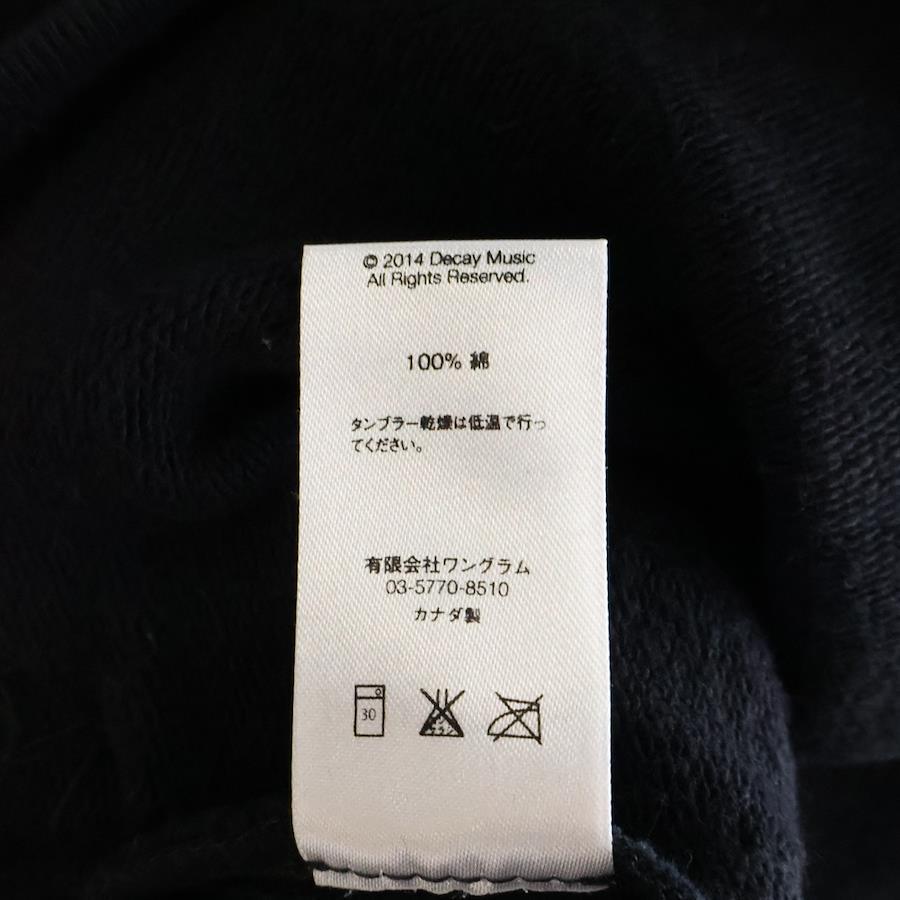 © 2014 Decay Music
All Rights Reserved.
100% 綿
タンブラー乾燥は低温で行っ
てください。
有限会社ワングラム
03-5770-8510
カナダ製
30